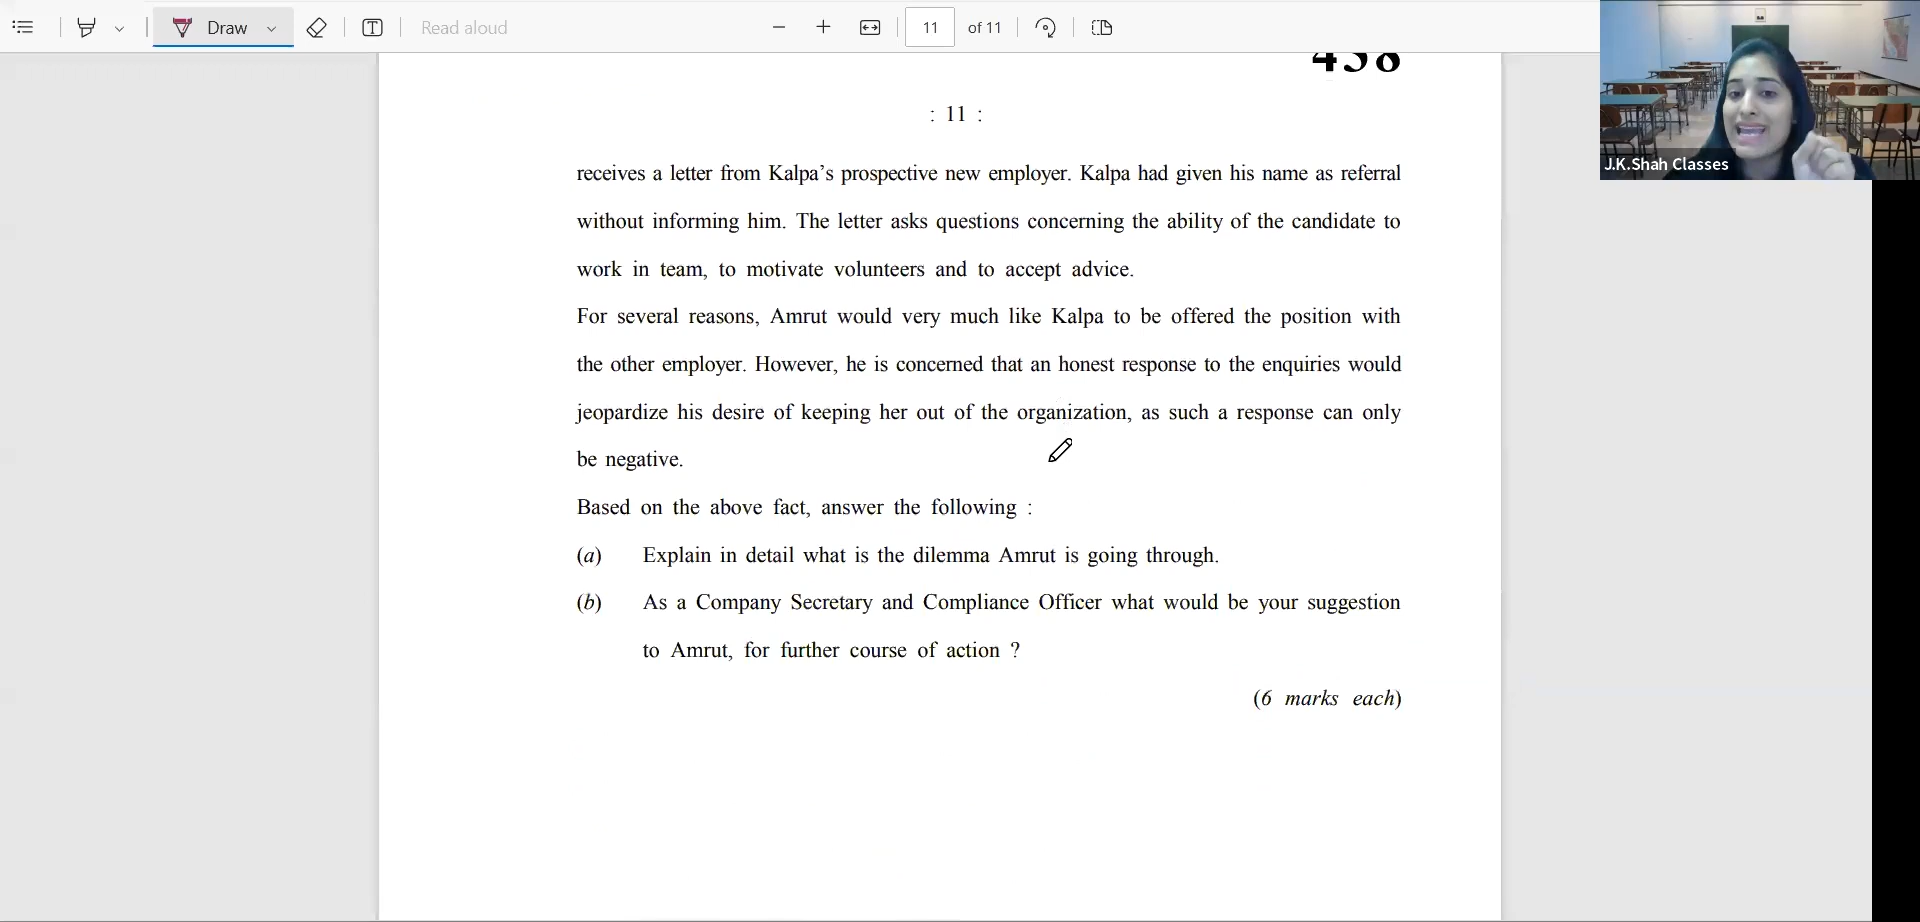 Draw
Read aloud
11 of 11
458
: 11 :
receives a letter from Kalpa’s prospective new employer. Kalpa had given his name as referral
without informing him. The letter asks questions concerning the ability of the candidate to
work in team, to motivate volunteers and to accept advice.
For several reasons, Amrut would very much like Kalpa to be offered the position with
the other employer. However, he is concerned that an honest response to the enquiries would
jeopardize his desire of keeping her out of the organization, as such a response can only
be negative.
Based on the above fact, answer the following :
(a) Explain in detail what is the dilemma Amrut is going through.
(b) As a Company Secretary and Compliance Officer what would be your suggestion
to Amrut, for further course of action ?
(6 marks each)
J.K.Shah Classes